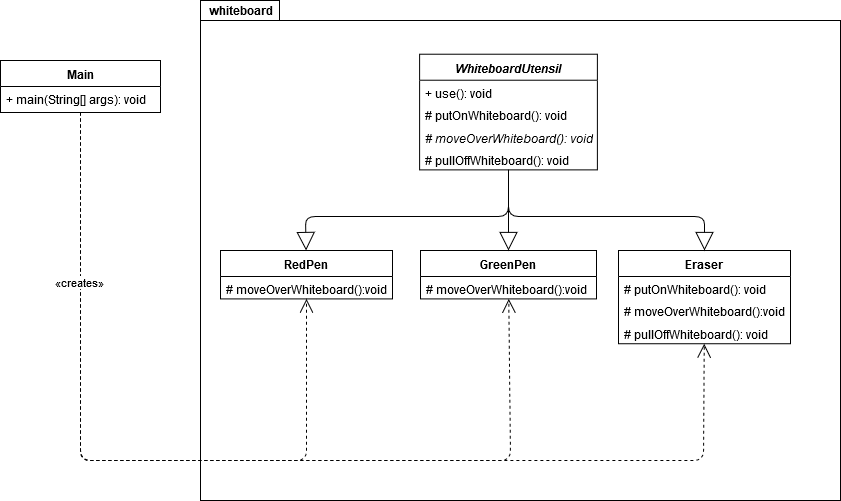 whiteboard
Main
+ main(String[] args): void
WhiteboardUtensil
+ use(): void
# putOnWhiteboard(): void
# moveOverWhiteboard(): void
# pullOffWhiteboard(): void
RedPen
# moveOverWhiteboard():void
GreenPen
# moveOverWhiteboard():void
Eraser
# putOnWhiteboard(): void
# moveOverWhiteboard():void
# pullOffWhiteboard(): void
«creates»